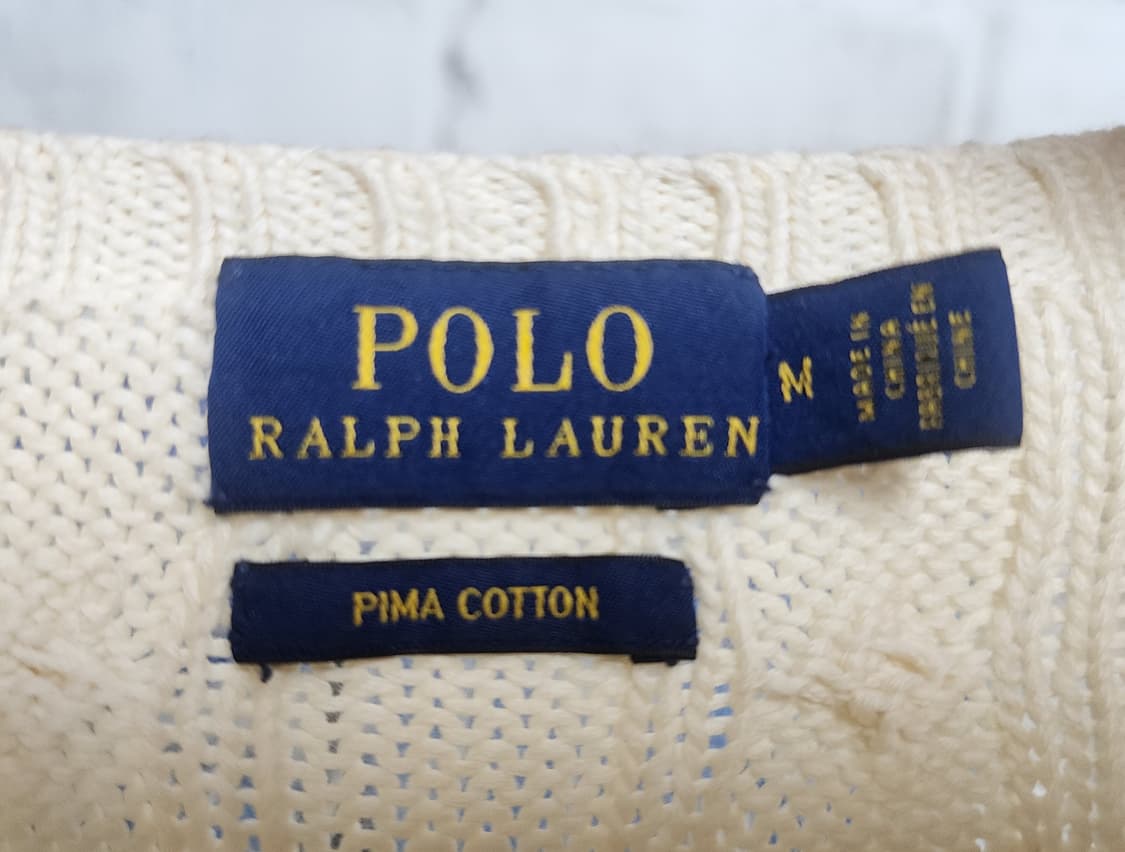 POLO
RALPH LAUREN
M
MADE IN
CHINA
FABRIQUÉ EN
CHINE
PIMA COTTON